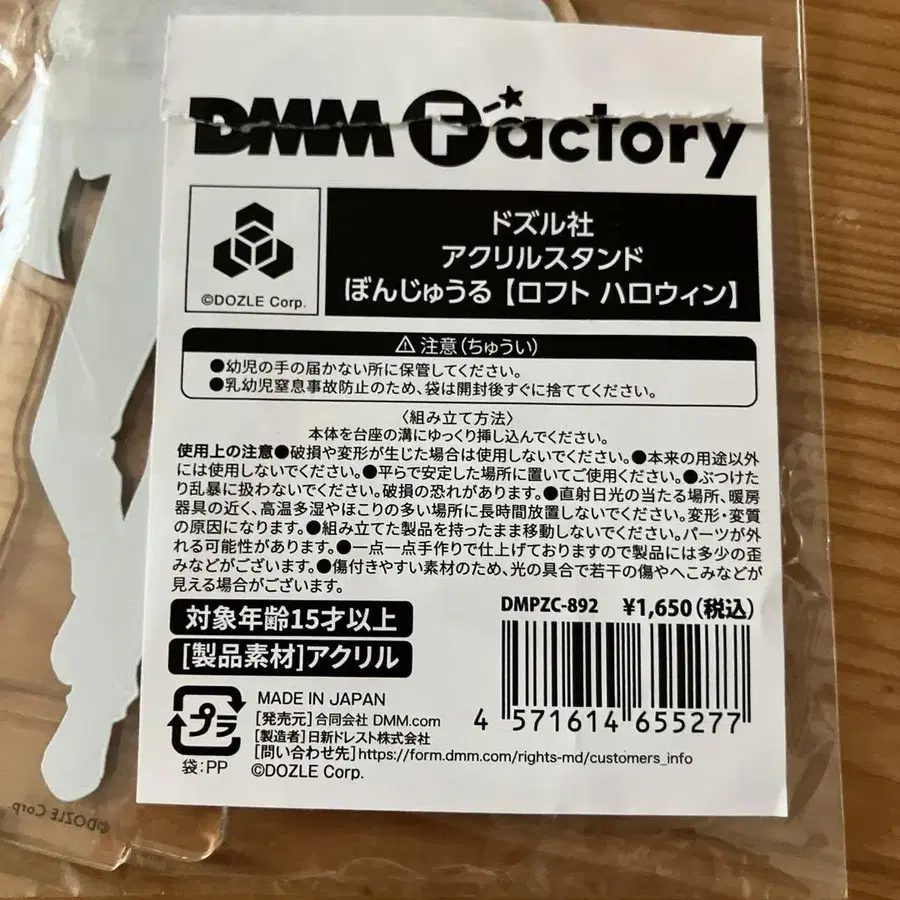 DMM Factory
ドズル社
アクリルスタンド
ぼんじゅうる【ロフト ハロウィン】
©DOZLE Corp.
注意(ちゅうい)
●幼児の手の届かない所に保管してください。
●乳幼児窒息事故防止のため、袋は開封後すぐに捨ててください。
〈組み立て方法〉
本体を台座の溝にゆっくり挿し込んでください。
使用上の注意●破損や変形が生じた場合は使用しないでください。●本来の用途以外
には使用しないでください。●平らで安定した場所に置いてご使用ください。●ぶつけた
り乱暴に扱わないでください。破損の恐れがあります。●直射日光の当たる場所、暖房
器具の近く、高温多湿やほこりの多い場所に長時間放置しないでください。変形・変質
の原因になります。●組み立てた製品を持ったまま移動しないでください。パーツが外
れる可能性があります。●一点一点手作りで仕上げておりますので製品には多少の歪
みなどがございます。●傷付きやすい素材のため、光の具合で若干の傷やへこみなどが
見える場合がございます。
対象年齢15才以上
[製品素材]アクリル
DMPZC-892 ¥1,650(税込)
4 571614 655277
プラ
袋:PP
MADE IN JAPAN
[発売元]合同会社 DMM.com
[製造者]日新ドレスト株式会社
[問い合わせ先]https://form.dmm.com/rights-md/customers_info
©DOZLE Corp.
©DOZLE Corp.